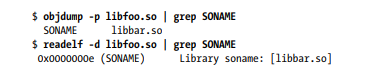 $ objdump -p libfoo.so | grep SONAME
SONAME libbar.so
$ readelf -d libfoo.so | grep SONAME
0x0000000e (SONAME) Library soname: [libbar.so]